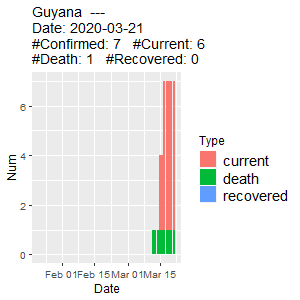 Guyana  ---
Date: 2020-03-21
#Confirmed: 7   #Current: 6
#Death: 1   #Recovered: 0
Num
6
4
2
0
Feb 01 Feb 15 Mar 01 Mar 15
Date
Type
current
death
recovered